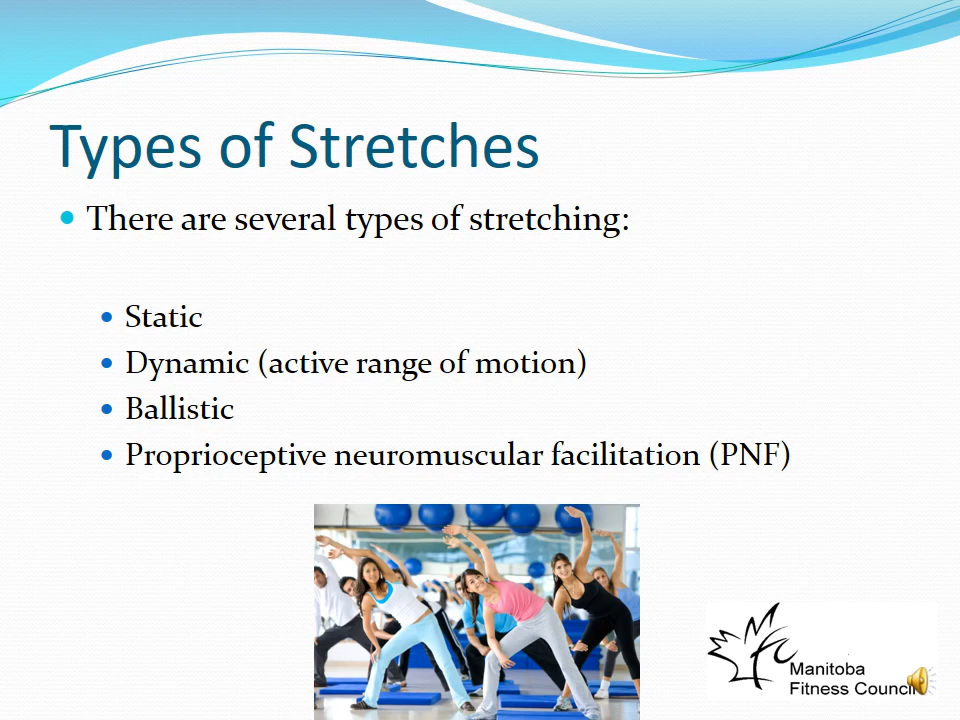 Types of Stretches
There are several types of stretching:
Static
Dynamic (active range of motion)
Ballistic
Proprioceptive neuromuscular facilitation (PNF)
Manitoba
Fitness Council